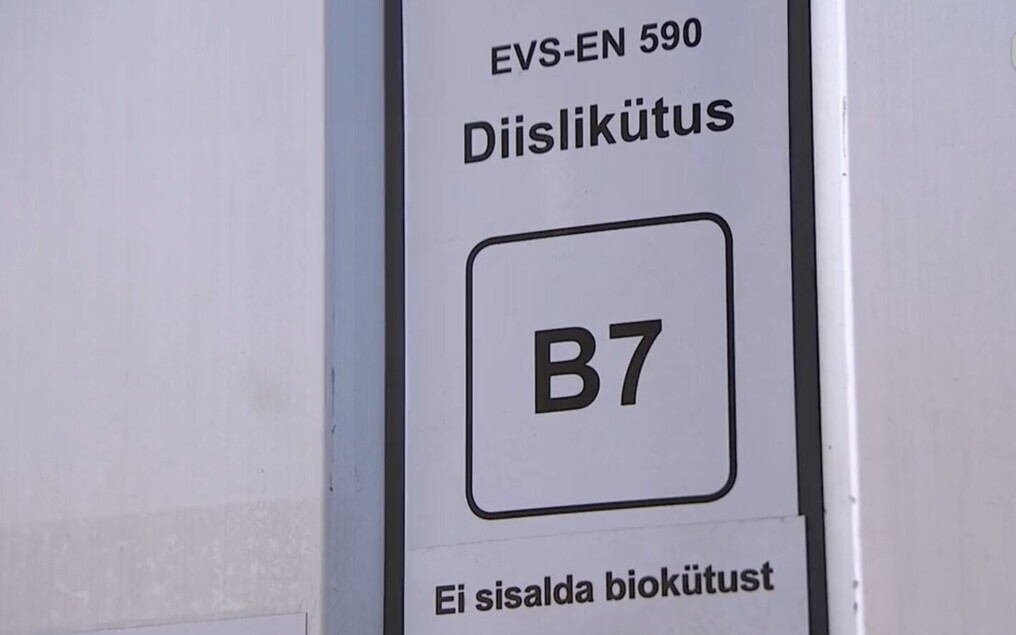 EVS-EN 590
Diislikütus
B7
Ei sisalda biokütust